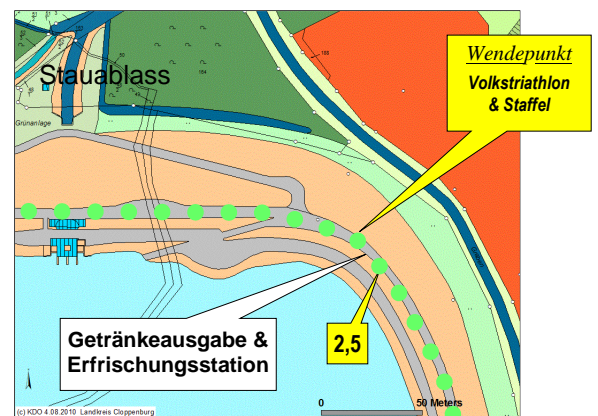 Wendepunkt
Volkstriathlon
& Staffel
Stauablass
Grünanlage
Getränkeausgabe &
Erfrischungsstation
2,5
0 50 Meters
(c) KDO 4.08.2010 Landkreis Cloppenburg